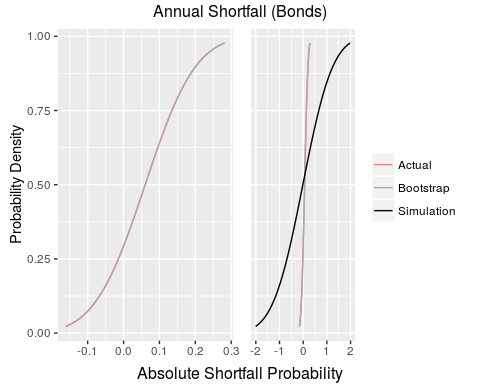 Annual Shortfall (Bonds)
Probability Density
1.00
0.75
0.50
0.25
0.00
-0.1 0.0 0.1 0.2 0.3 -2 -1 0 1 2
Absolute Shortfall Probability
Actual
Bootstrap
Simulation